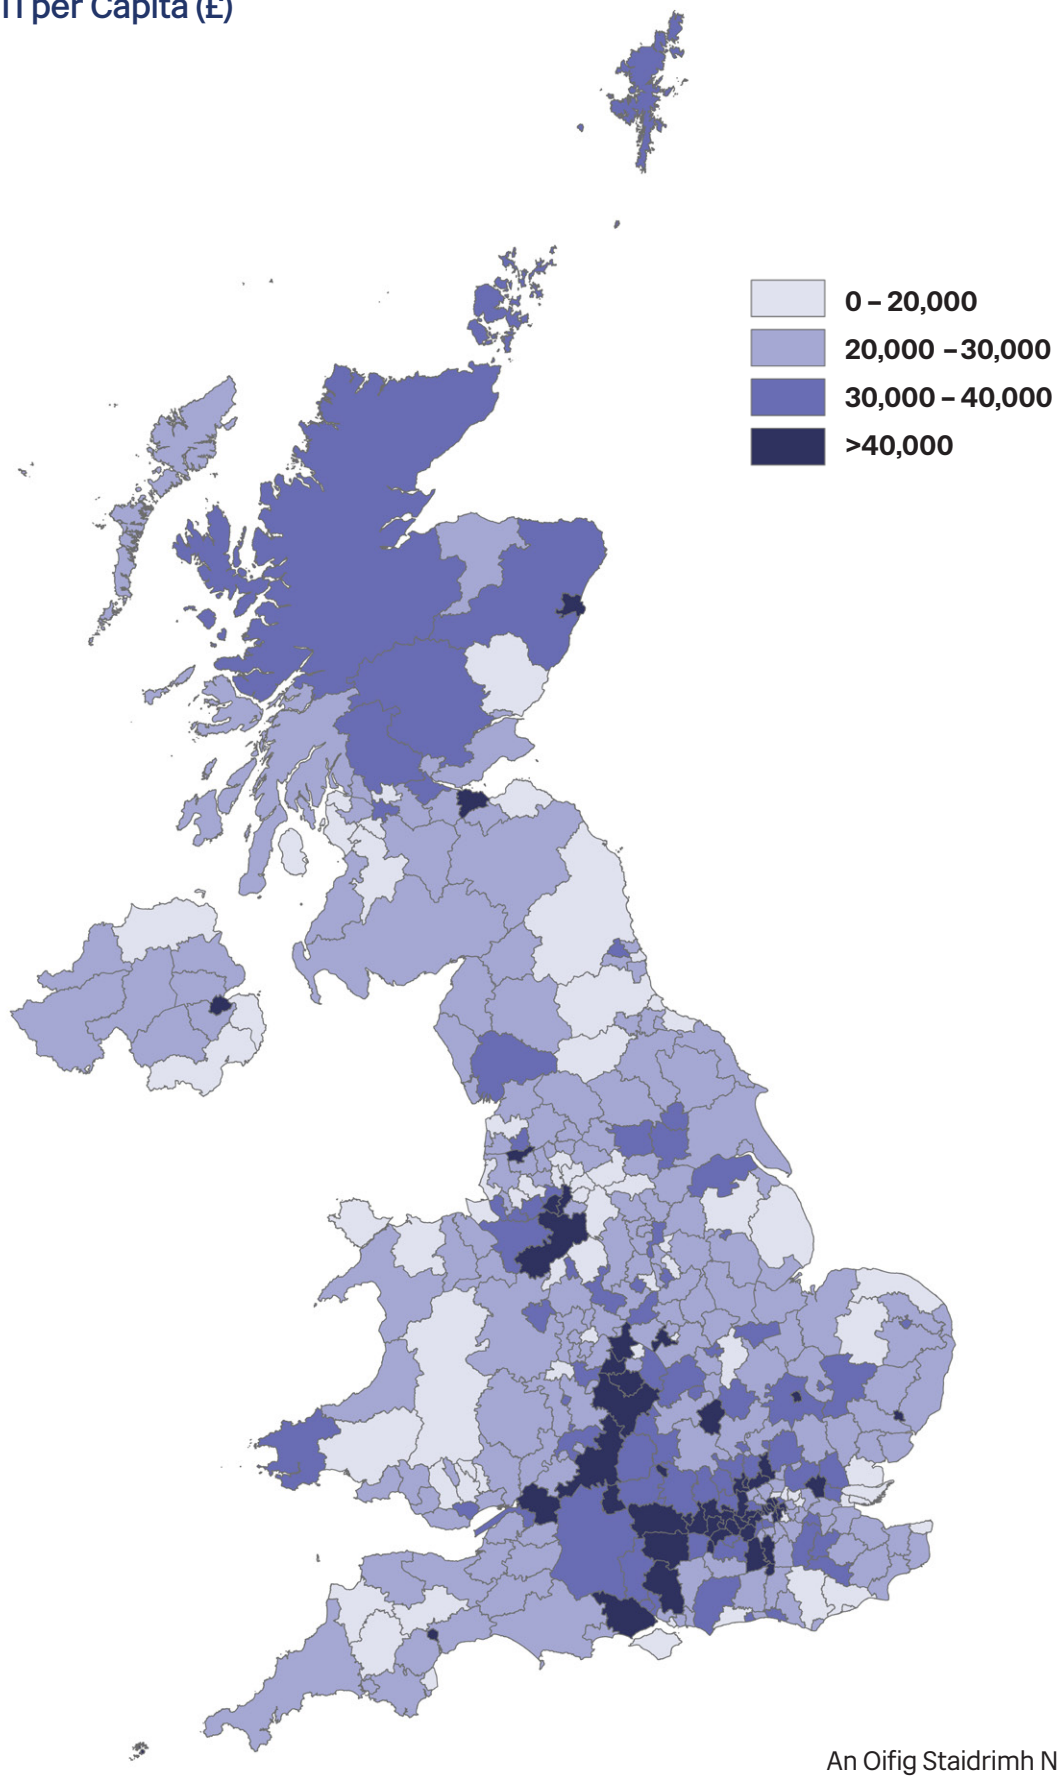 per Capita (£)
0 – 20,000
20,000 – 30,000
30,000 – 40,000
>40,000
An Oifig Staidrimh N